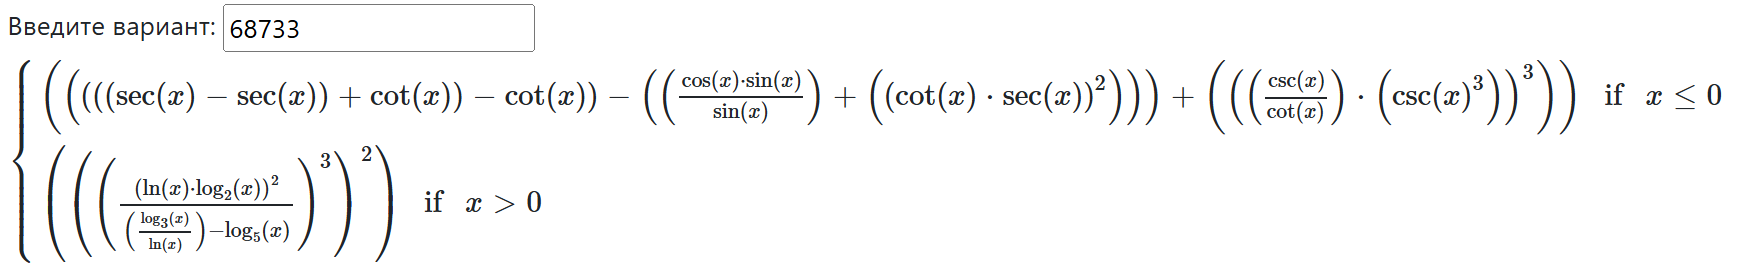 Введите вариант: 68733
(((((sec(x) − sec(x)) + cot(x)) − cot(x)) − ((cos(x)·sin(x)/sin(x)) + ((cot(x) · sec(x))²))) + (((csc(x)/cot(x)) · (csc(x)³))³)) if x ≤ 0
((((ln(x)·log₂(x))²/((log₃(x)/ln(x))−log₅(x)))³)²) if x > 0